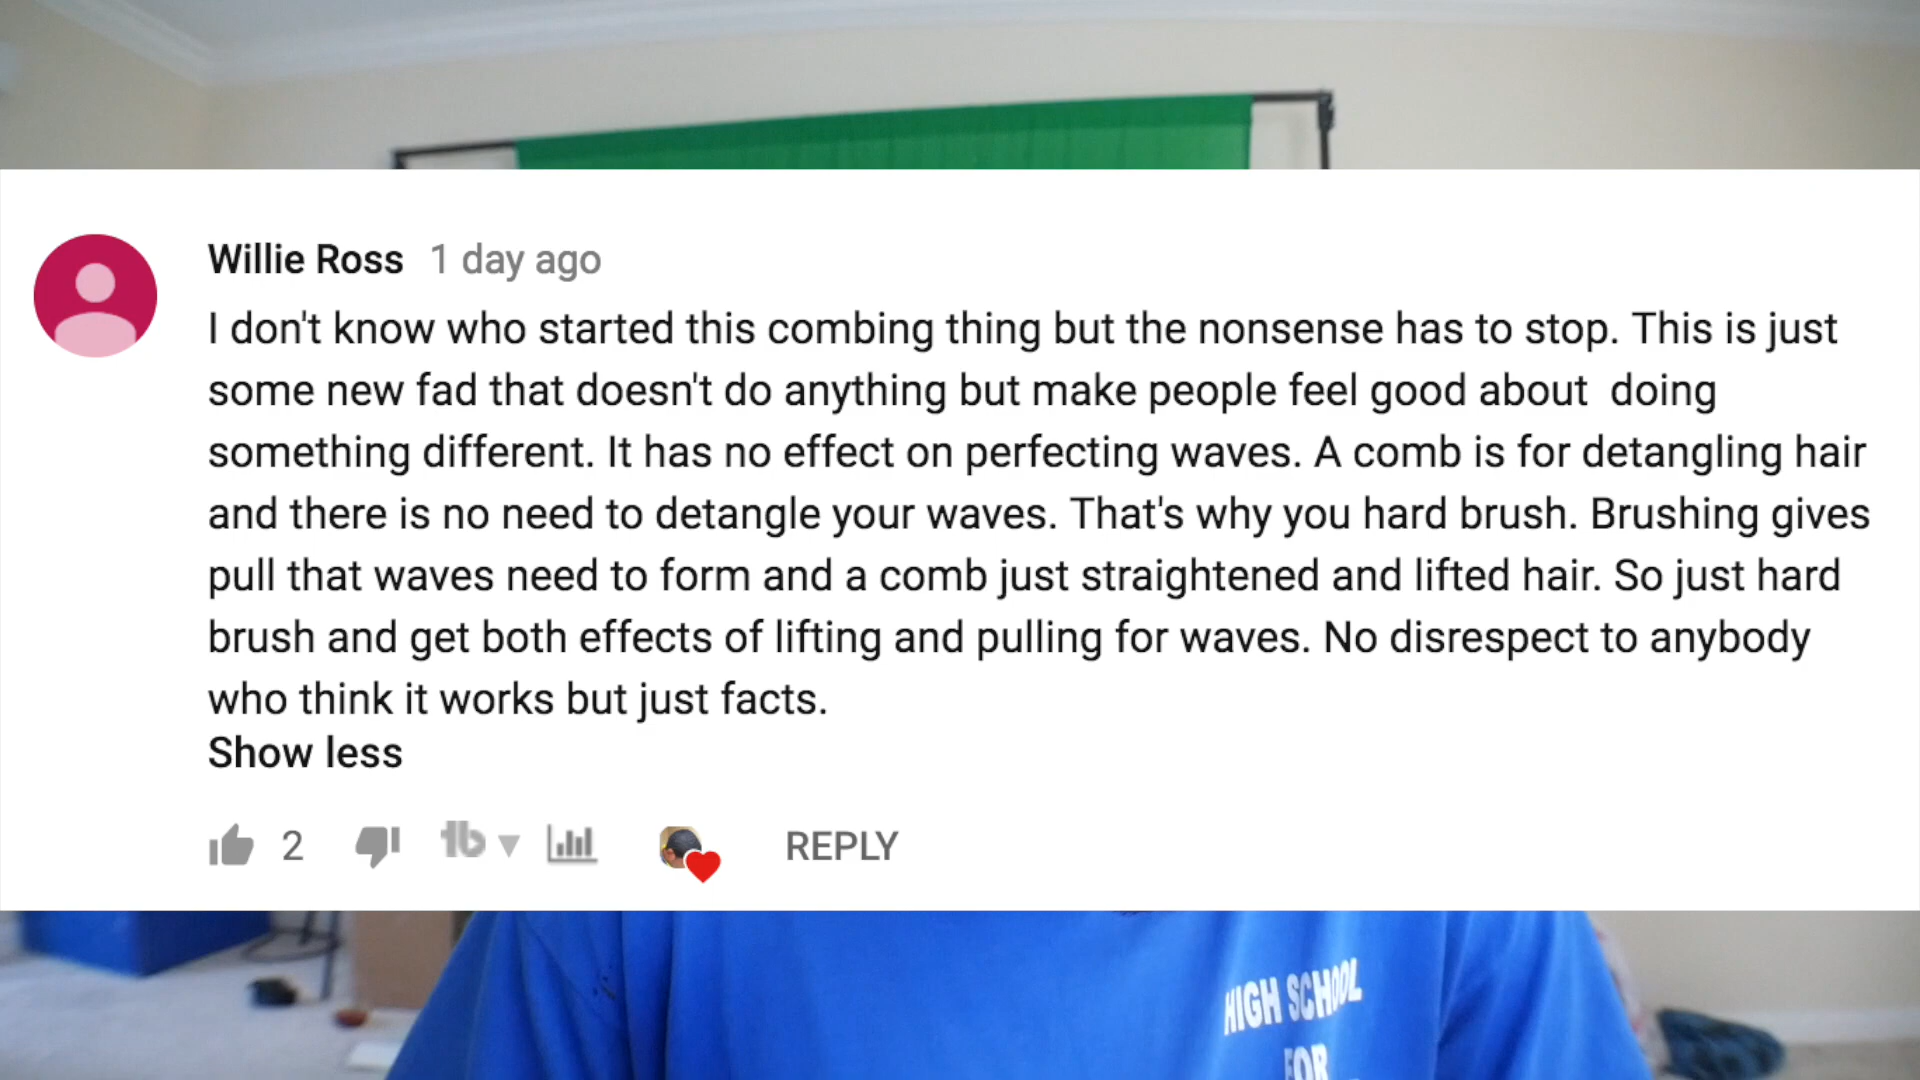 Willie Ross 1 day ago
I don't know who started this combing thing but the nonsense has to stop. This is just
some new fad that doesn't do anything but make people feel good about  doing
something different. It has no effect on perfecting waves. A comb is for detangling hair
and there is no need to detangle your waves. That's why you hard brush. Brushing gives
pull that waves need to form and a comb just straightened and lifted hair. So just hard
brush and get both effects of lifting and pulling for waves. No disrespect to anybody
who think it works but just facts.
Show less
2 tb REPLY
HIGH SCHOOL
FOR